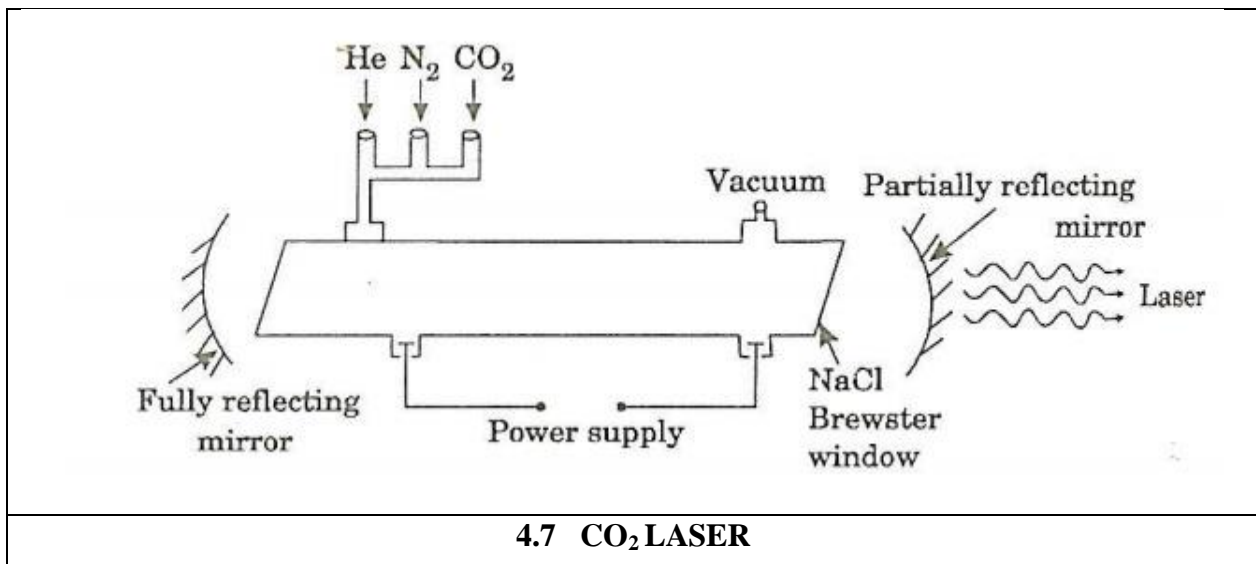 He N₂ CO₂
Vacuum
Partially reflecting
mirror
Laser
Fully reflecting
mirror
Power supply
NaCl
Brewster
window
4.7 CO₂ LASER